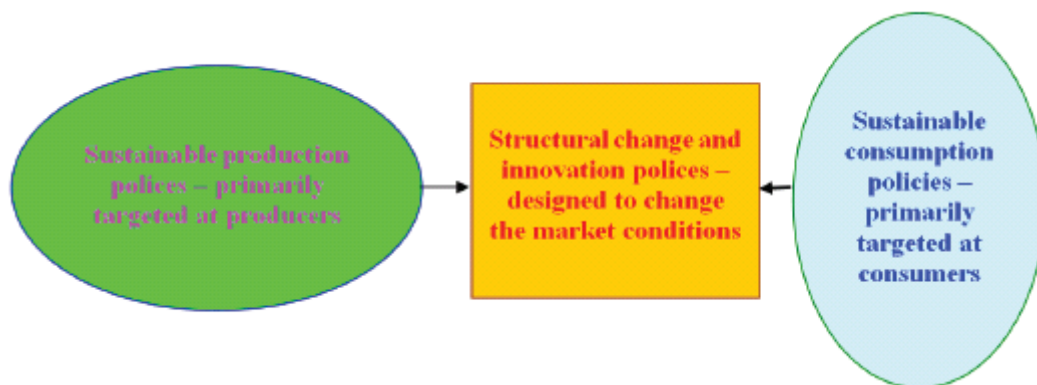 Sustainable production
polices – primarily
targeted at producers
Structural change and
innovation polices –
designed to change
the market conditions
Sustainable
consumption
policies –
primarily
targeted at
consumers